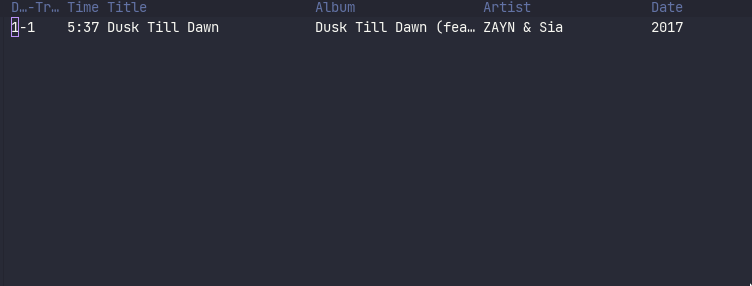 D…-Tr… Time Title Album Artist Date
1-1 5:37 Dusk Till Dawn Dusk Till Dawn (fea… ZAYN & Sia 2017